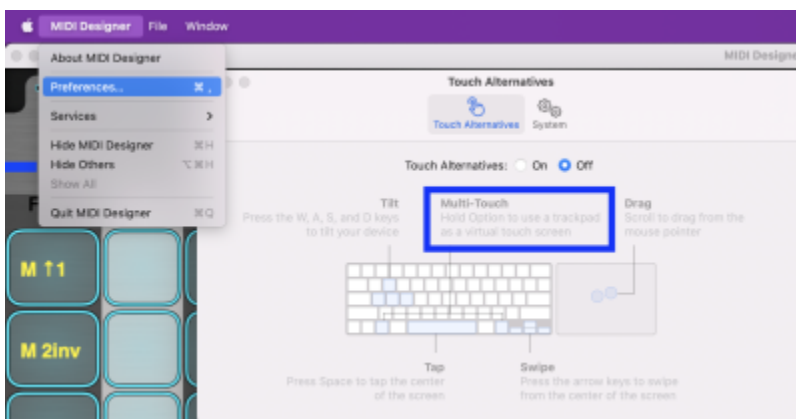 MIDI Designer File Window
MIDI Designe
About MIDI Designer
Preferences... ⌘ ,
Services >
Hide MIDI Designer ⌘H
Hide Others ⌥⌘H
Show All
Quit MIDI Designer ⌘Q
F
M ↑1
M 2inv
Touch Alternatives
Touch Alternatives System
Touch Alternatives: On Off
Tilt
Press the W, A, S, and D keys
to tilt your device
Multi-Touch
Hold Option to use a trackpad
as a virtual touch screen
Drag
Scroll to drag from the
mouse pointer
Tap
Press Space to tap the center
of the screen
Swipe
Press the arrow keys to swipe
from the center of the screen